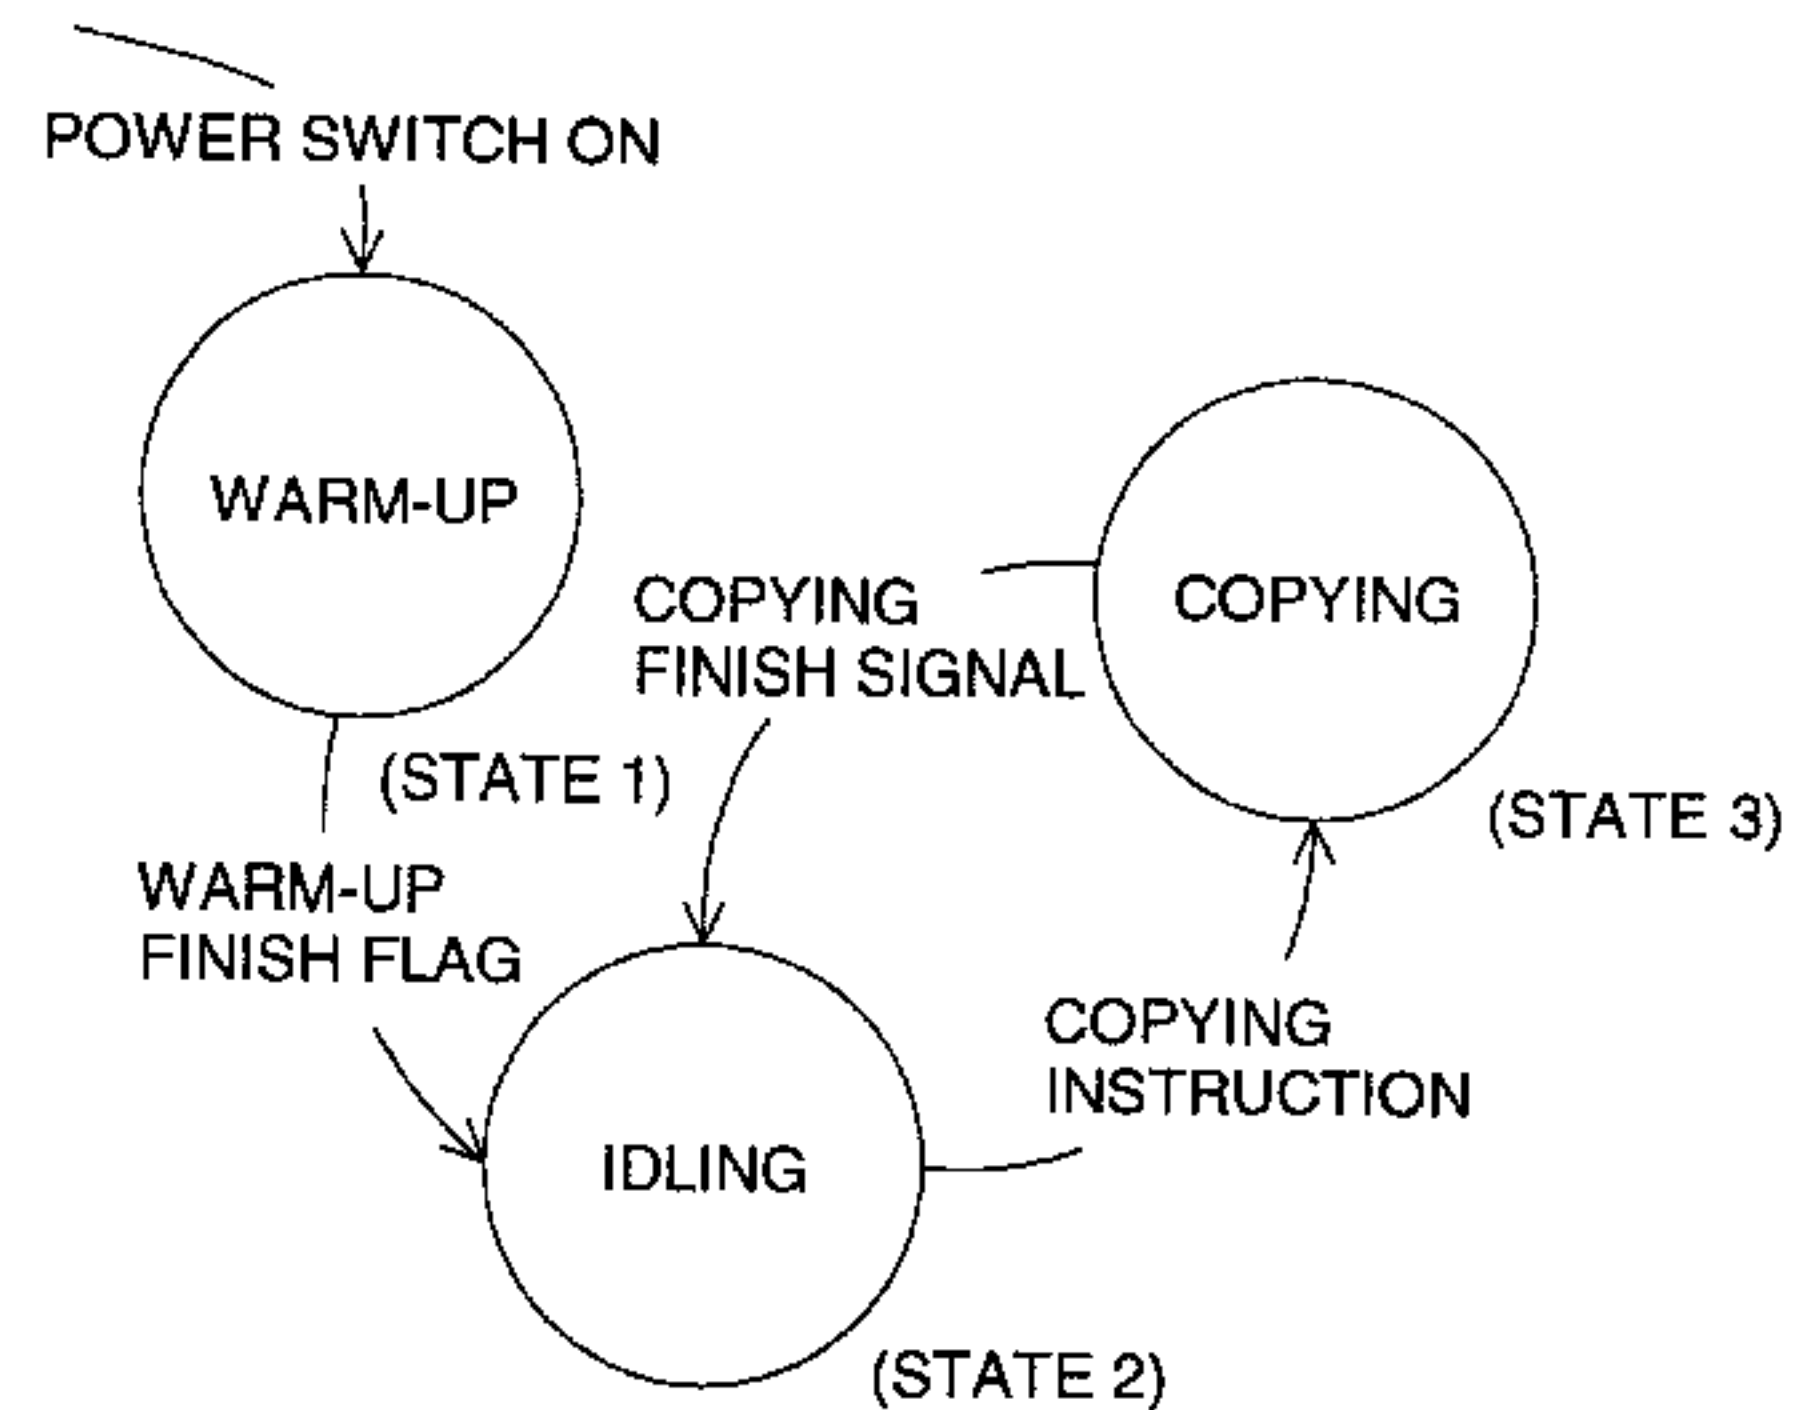 POWER SWITCH ON
WARM-UP
(STATE 1)
WARM-UP
FINISH FLAG
COPYING
FINISH SIGNAL
COPYING
(STATE 3)
COPYING
INSTRUCTION
IDLING
(STATE 2)